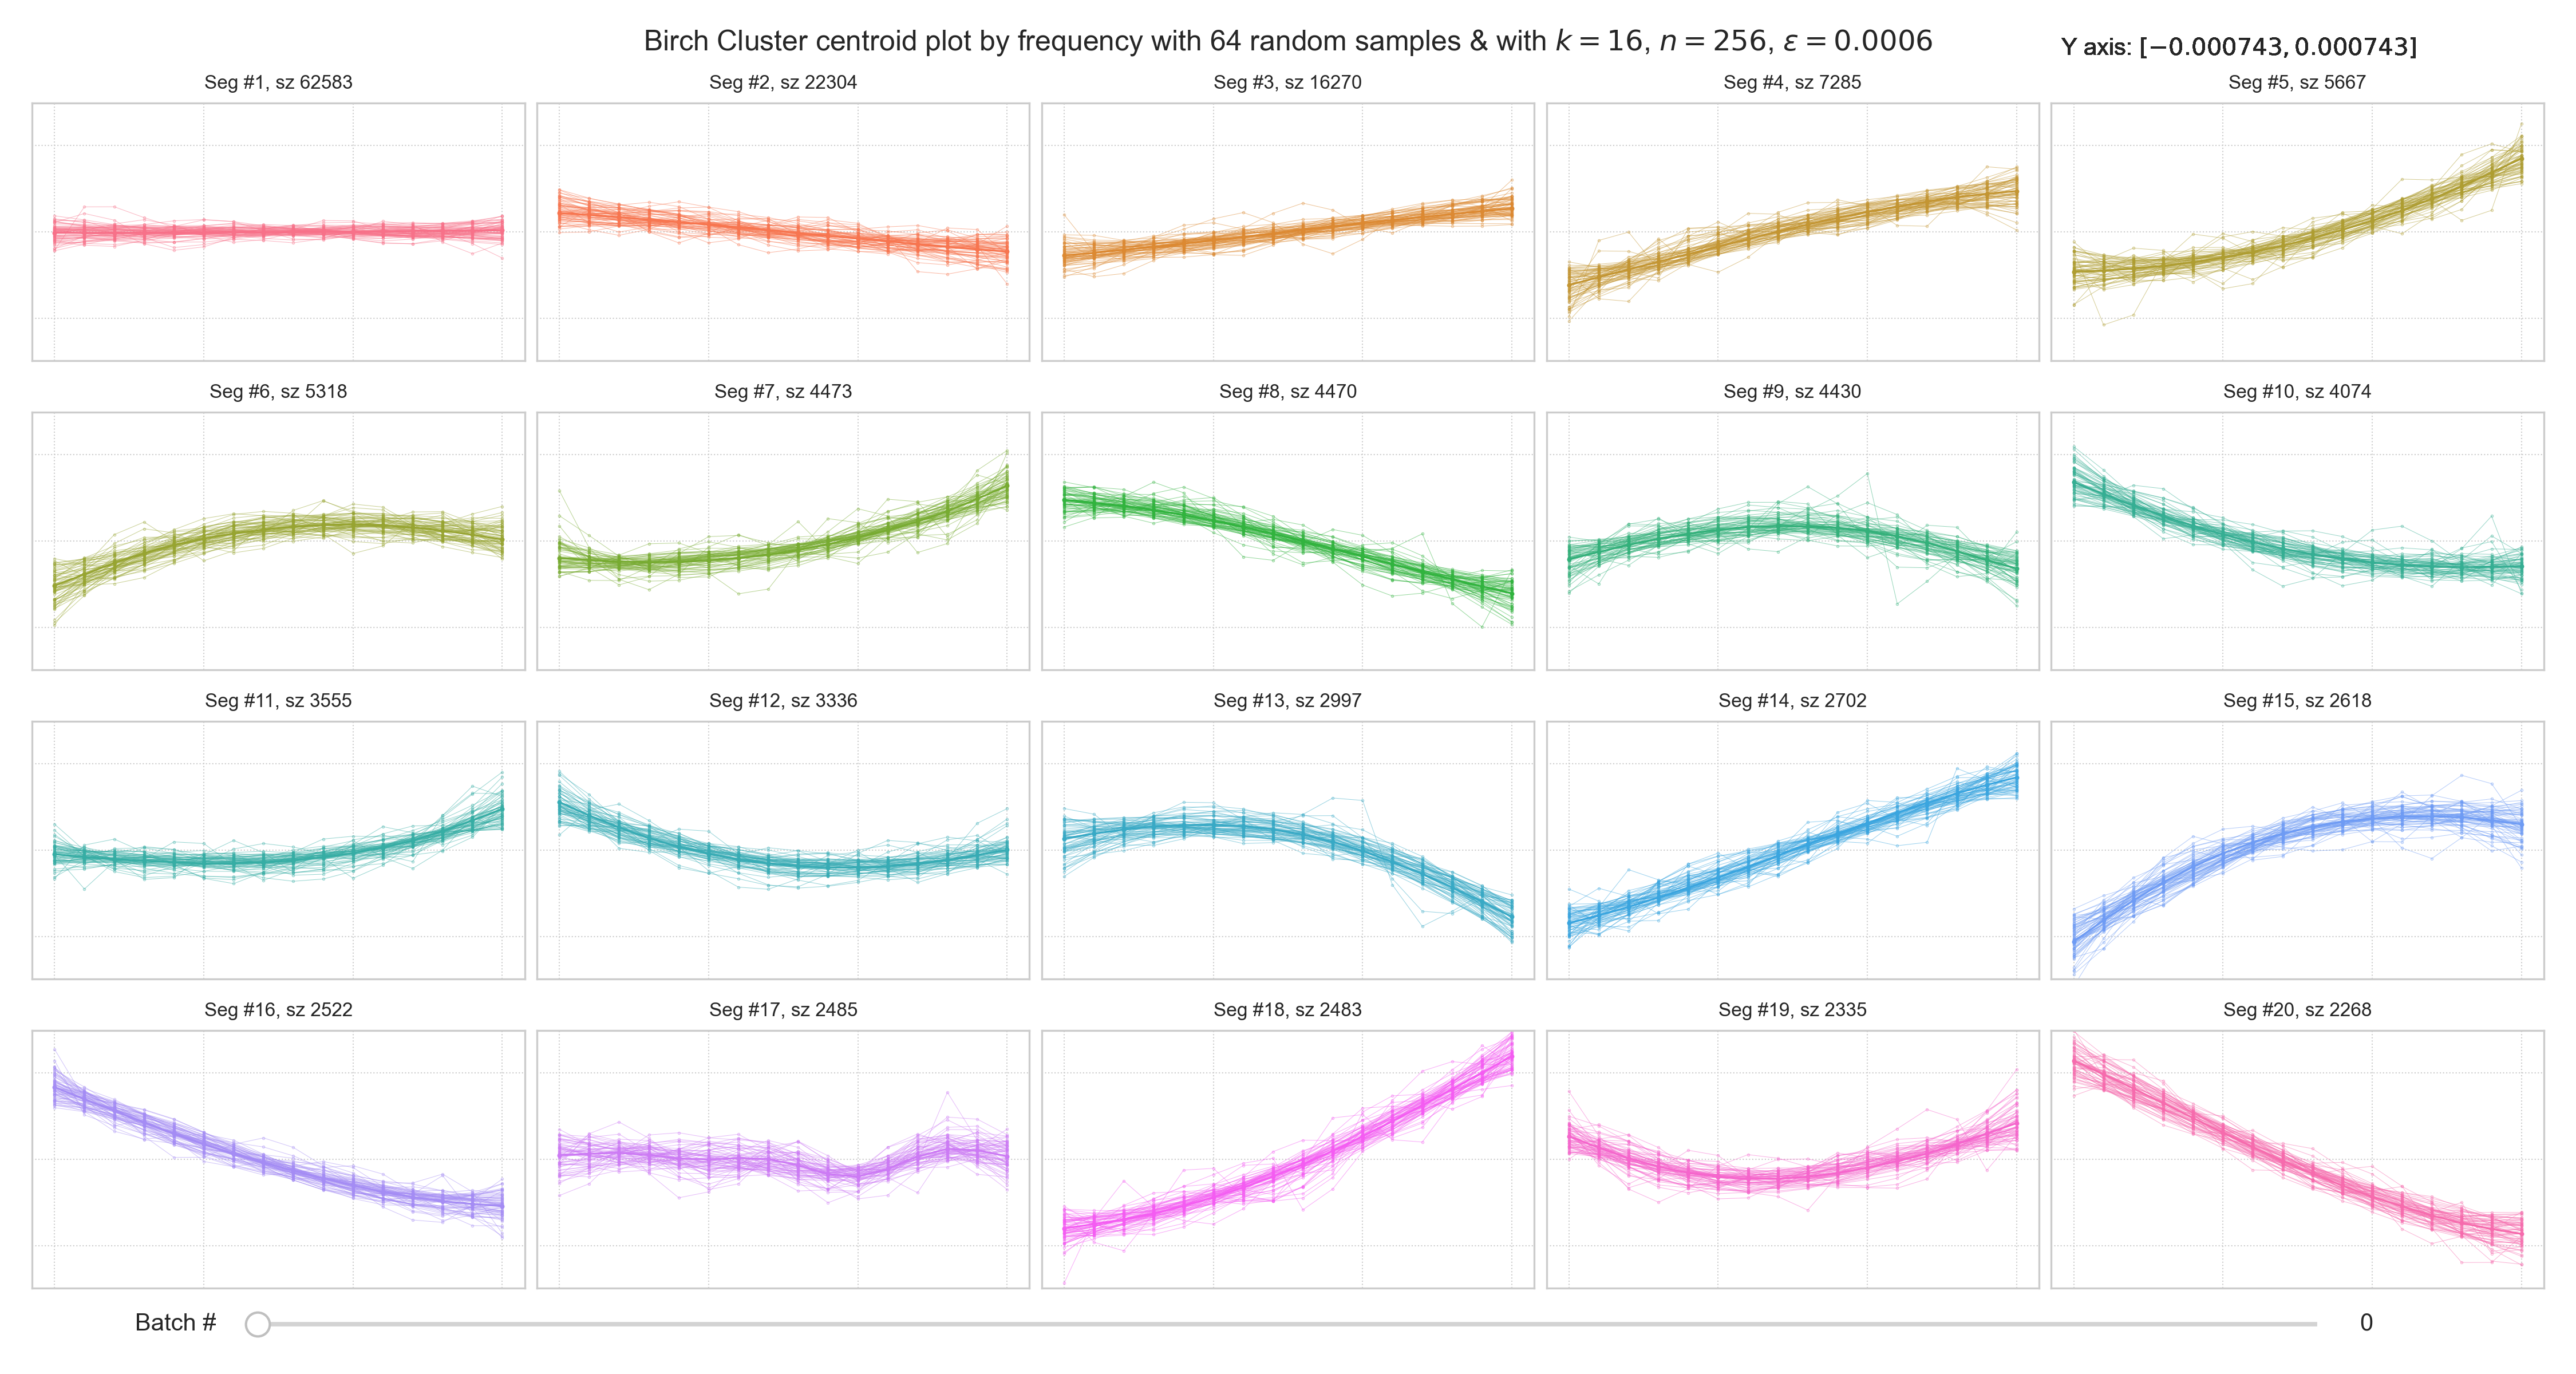 Birch Cluster centroid plot by frequency with 64 random samples & with k = 16, n = 256, ε = 0.0006
Y axis: [−0.000743, 0.000743]
Seg #1, sz 62583
Seg #2, sz 22304
Seg #3, sz 16270
Seg #4, sz 7285
Seg #5, sz 5667
Seg #6, sz 5318
Seg #7, sz 4473
Seg #8, sz 4470
Seg #9, sz 4430
Seg #10, sz 4074
Seg #11, sz 3555
Seg #12, sz 3336
Seg #13, sz 2997
Seg #14, sz 2702
Seg #15, sz 2618
Seg #16, sz 2522
Seg #17, sz 2485
Seg #18, sz 2483
Seg #19, sz 2335
Seg #20, sz 2268
Batch #
0